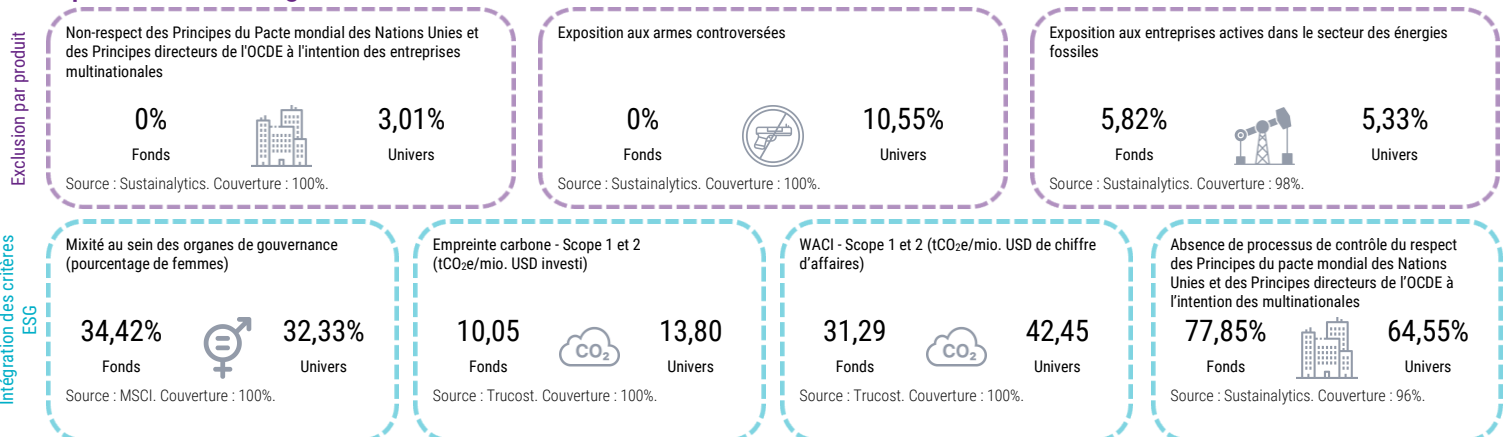 Exclusion par produit
Non-respect des Principes du Pacte mondial des Nations Unies et
des Principes directeurs de l'OCDE à l'intention des entreprises
multinationales
0%
3,01%
Fonds
Univers
Source : Sustainalytics. Couverture : 100%.
Exposition aux armes controversées
0%
10,55%
Fonds
Univers
Source : Sustainalytics. Couverture : 100%.
Exposition aux entreprises actives dans le secteur des énergies
fossiles
5,82%
5,33%
Fonds
Univers
Source : Sustainalytics. Couverture : 98%.
Intégration des critères
ESG
Mixité au sein des organes de gouvernance
(pourcentage de femmes)
34,42%
32,33%
Fonds
Univers
Source : MSCI. Couverture : 100%.
Empreinte carbone - Scope 1 et 2
(tCO₂e/mio. USD investi)
10,05
CO₂
13,80
Fonds
Univers
Source : Trucost. Couverture : 100%.
WACI - Scope 1 et 2 (tCO₂e/mio. USD de chiffre
d’affaires)
31,29
CO₂
42,45
Fonds
Univers
Source : Trucost. Couverture : 100%.
Absence de processus de contrôle du respect
des Principes du pacte mondial des Nations
Unies et des Principes directeurs de l’OCDE à
l’intention des multinationales
77,85%
64,55%
Fonds
Univers
Source : Sustainalytics. Couverture : 96%.